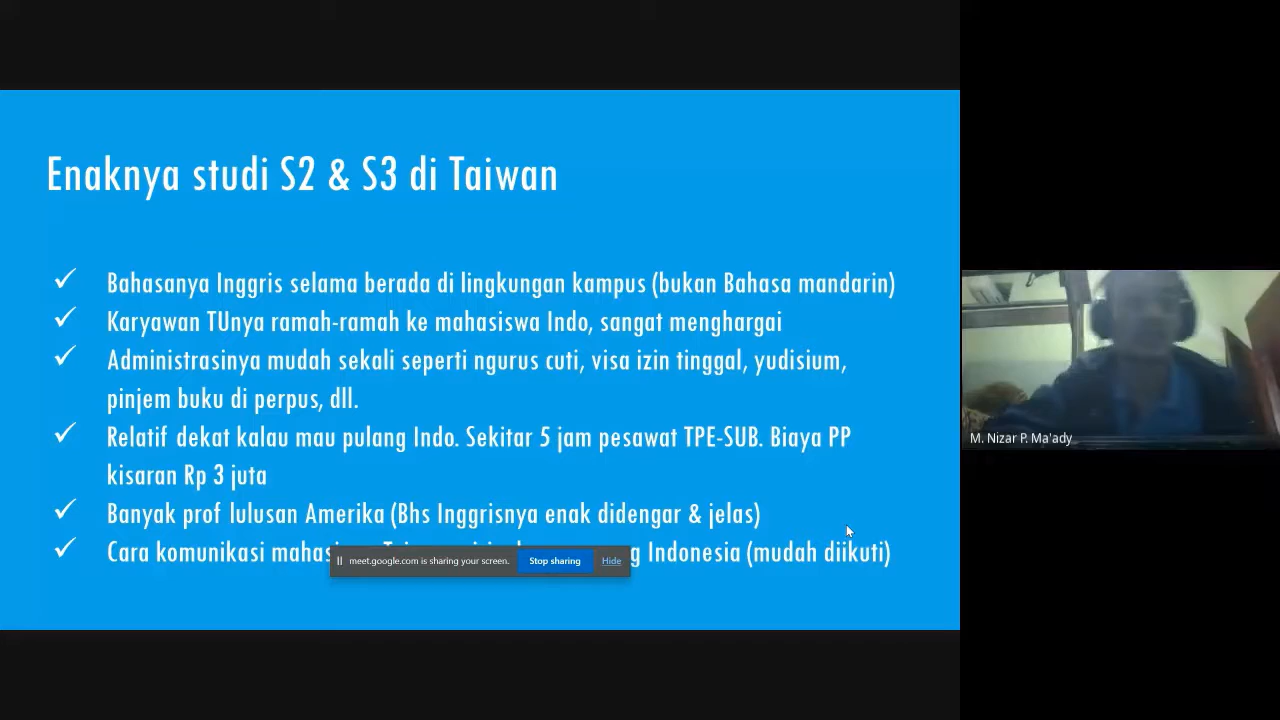 Enaknya studi S2 & S3 di Taiwan
✓ Bahasanya Inggris selama berada di lingkungan kampus (bukan Bahasa mandarin)
✓ Karyawan TUnya ramah-ramah ke mahasiswa Indo, sangat menghargai
✓ Administrasinya mudah sekali seperti ngurus cuti, visa izin tinggal, yudisium,
pinjem buku di perpus, dll.
✓ Relatif dekat kalau mau pulang Indo. Sekitar 5 jam pesawat TPE-SUB. Biaya PP
kisaran Rp 3 juta
✓ Banyak prof lulusan Amerika (Bhs Inggrisnya enak didengar & jelas)
✓ Cara komunikasi Indonesia (mudah diikuti)
meet.google.com is sharing your screen. Stop sharing Hide
M. Nizar P. Ma'ady